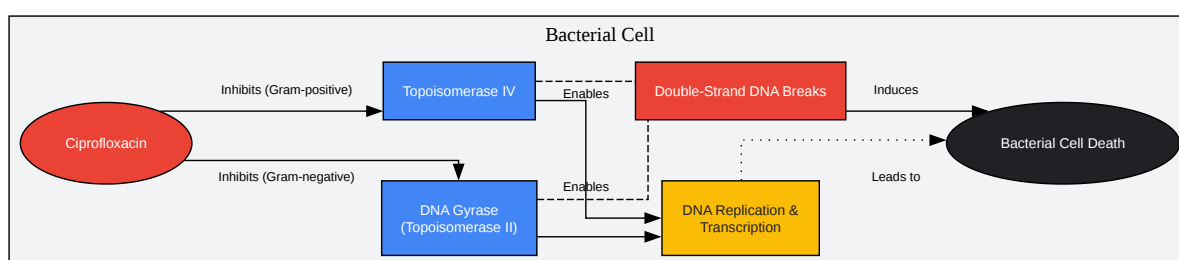 Bacterial Cell
Inhibits (Gram-positive)
Topoisomerase IV
Enables
Double-Strand DNA Breaks
Induces
Ciprofloxacin
Bacterial Cell Death
Inhibits (Gram-negative)
Enables
Leads to
DNA Gyrase
(Topoisomerase II)
DNA Replication &
Transcription